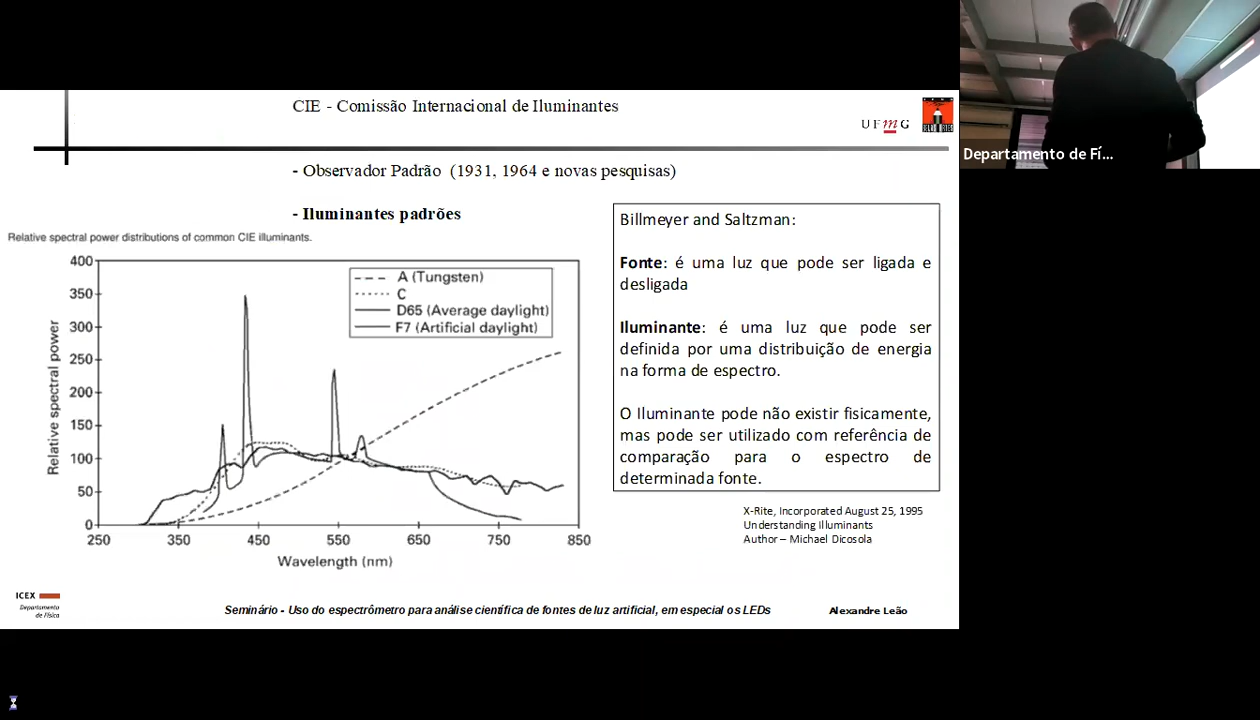 CIE - Comissão Internacional de Iluminantes
UFmG
- Observador Padrão (1931, 1964 e novas pesquisas)
- Iluminantes padrões
Relative spectral power distributions of common CIE illuminants.
400
350
300
250
200
150
100
50
0
Relative spectral power
A (Tungsten)
C
D65 (Average daylight)
F7 (Artificial daylight)
250
350
450
550
650
750
850
Wavelength (nm)
Billmeyer and Saltzman:
Fonte: é uma luz que pode ser ligada e
desligada
Iluminante: é uma luz que pode ser
definida por uma distribuição de energia
na forma de espectro.
O Iluminante pode não existir fisicamente,
mas pode ser utilizado com referência de
comparação para o espectro de
determinada fonte.
X-Rite, Incorporated August 25, 1995
Understanding Illuminants
Author – Michael Dicosola
ICEX
Departamento
de Física
Seminário - Uso do espectrômetro para análise científica de fontes de luz artificial, em especial os LEDs
Alexandre Leão
Departamento de Fí...